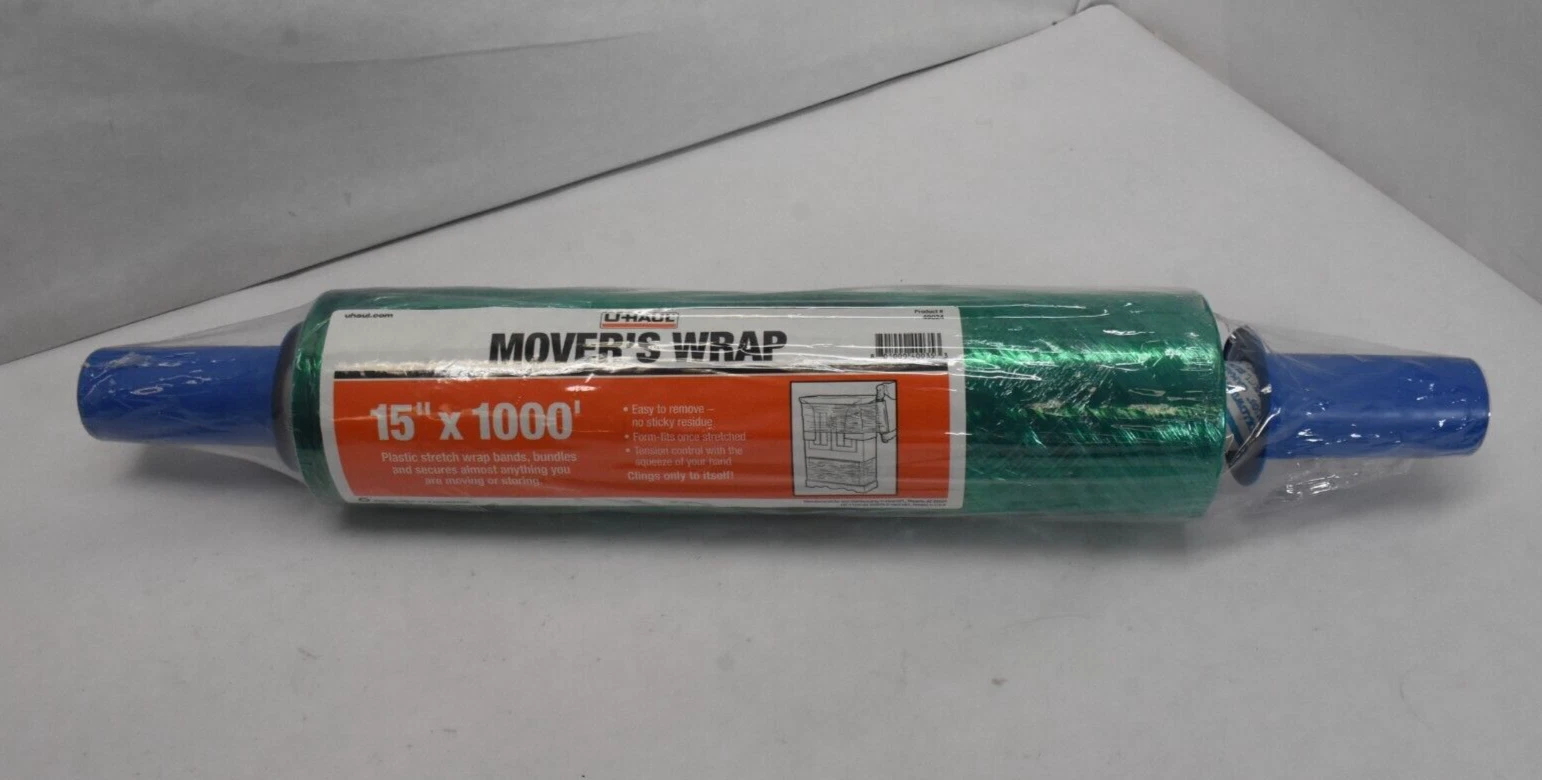 uhaul.com
U-HAUL
Product #
MOVER'S WRAP
15" x 1000'
Plastic stretch wrap bands, bundles
and secures almost anything you
are moving or storing.
• Easy to remove –
no sticky residue
• Form-fits once stretched
• Tension control with the
squeeze of your hand
Clings only to itself!